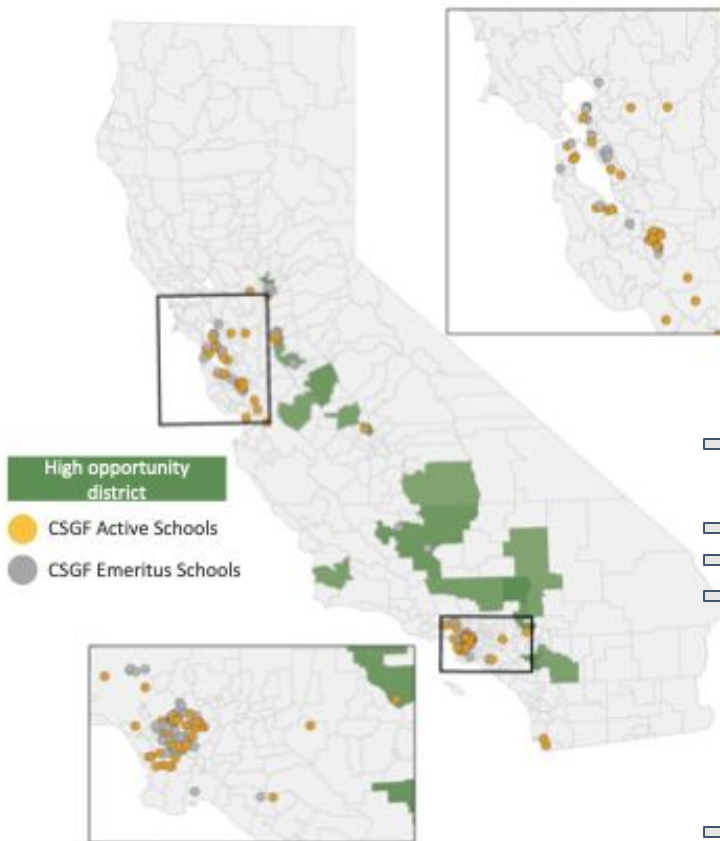 High opportunity
district
CSGF Active Schools
CSGF Emeritus Schools